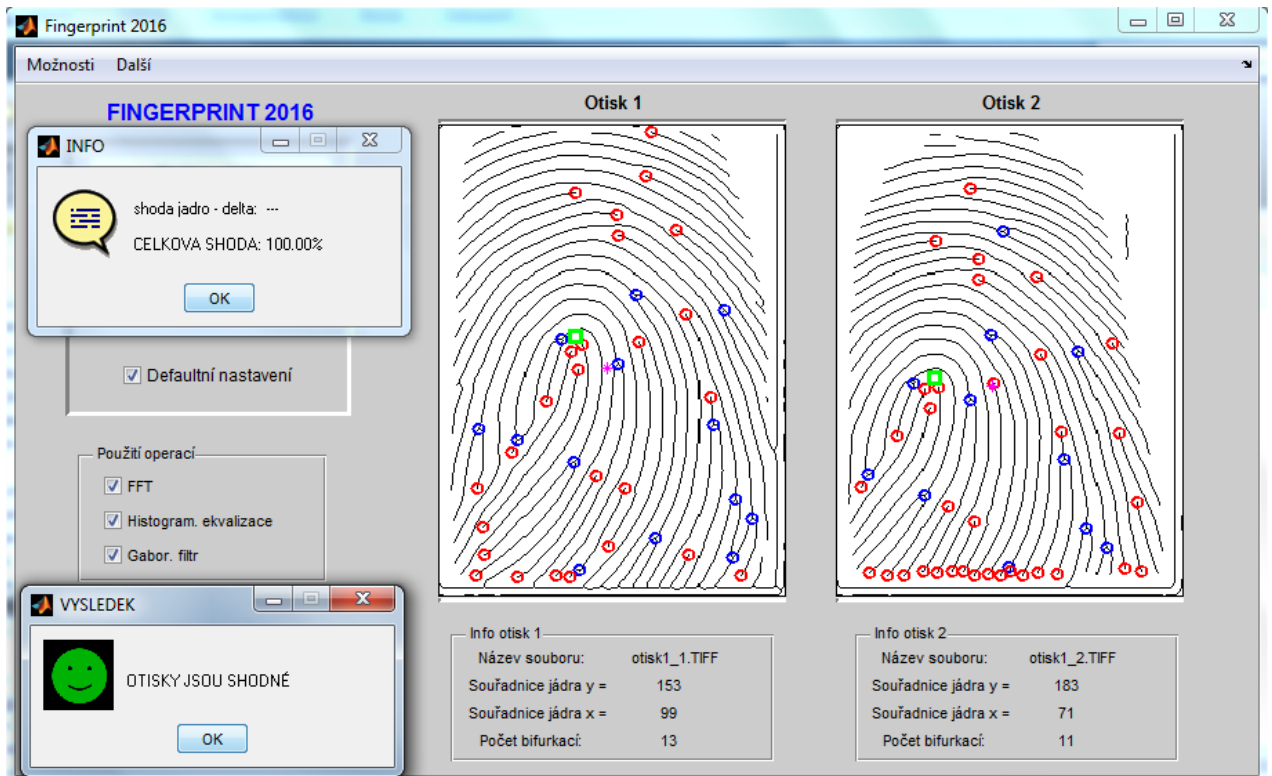 Fingerprint 2016
Možnosti Další
FINGERPRINT 2016
INFO
shoda jadro - delta: ---
CELKOVA SHODA: 100.00%
OK
Defaultní nastavení
Použití operací
FFT
Histogram. ekvalizace
Gabor. filtr
VYSLEDEK
OTISKY JSOU SHODNÉ
OK
Otisk 1
Otisk 2
Info otisk 1
Název souboru: otisk1_1.TIFF
Souřadnice jádra y = 153
Souřadnice jádra x = 99
Počet bifurkací: 13
Info otisk 2
Název souboru: otisk1_2.TIFF
Souřadnice jádra y = 183
Souřadnice jádra x = 71
Počet bifurkací: 11